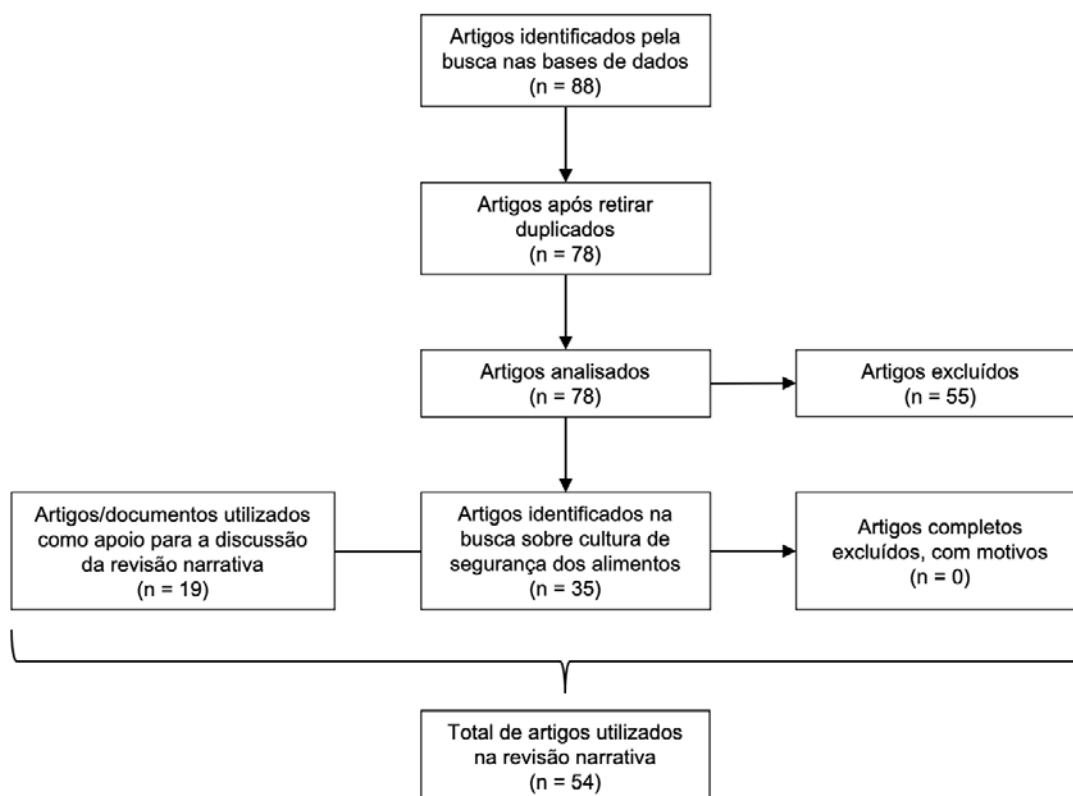 Artigos identificados pela
busca nas bases de dados
(n = 88)
Artigos após retirar
duplicados
(n = 78)
Artigos analisados
(n = 78)
Artigos excluídos
(n = 55)
Artigos/documentos utilizados
como apoio para a discussão
da revisão narrativa
(n = 19)
Artigos identificados na
busca sobre cultura de
segurança dos alimentos
(n = 35)
Artigos completos
excluídos, com motivos
(n = 0)
Total de artigos utilizados
na revisão narrativa
(n = 54)